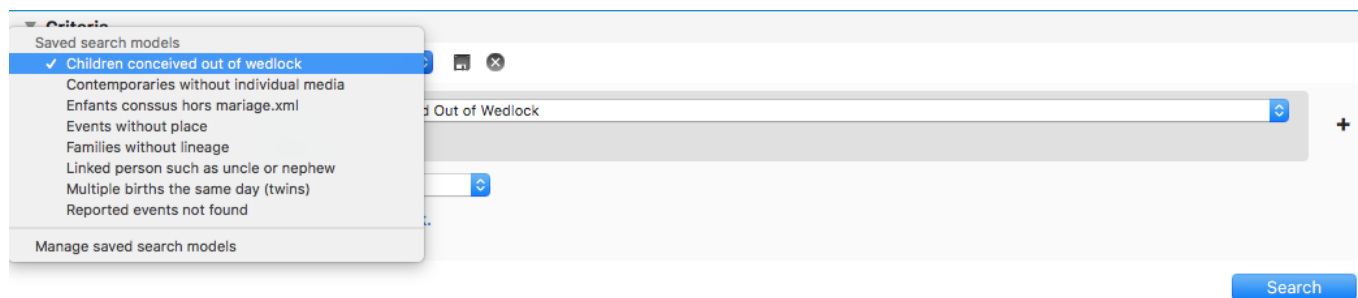 Criteria
Saved search models
✓ Children conceived out of wedlock
Contemporaries without individual media
Enfants conssus hors mariage.xml
d Out of Wedlock
Events without place
+
Families without lineage
Linked person such as uncle or nephew
Multiple births the same day (twins)
Reported events not found
Manage saved search models
Search